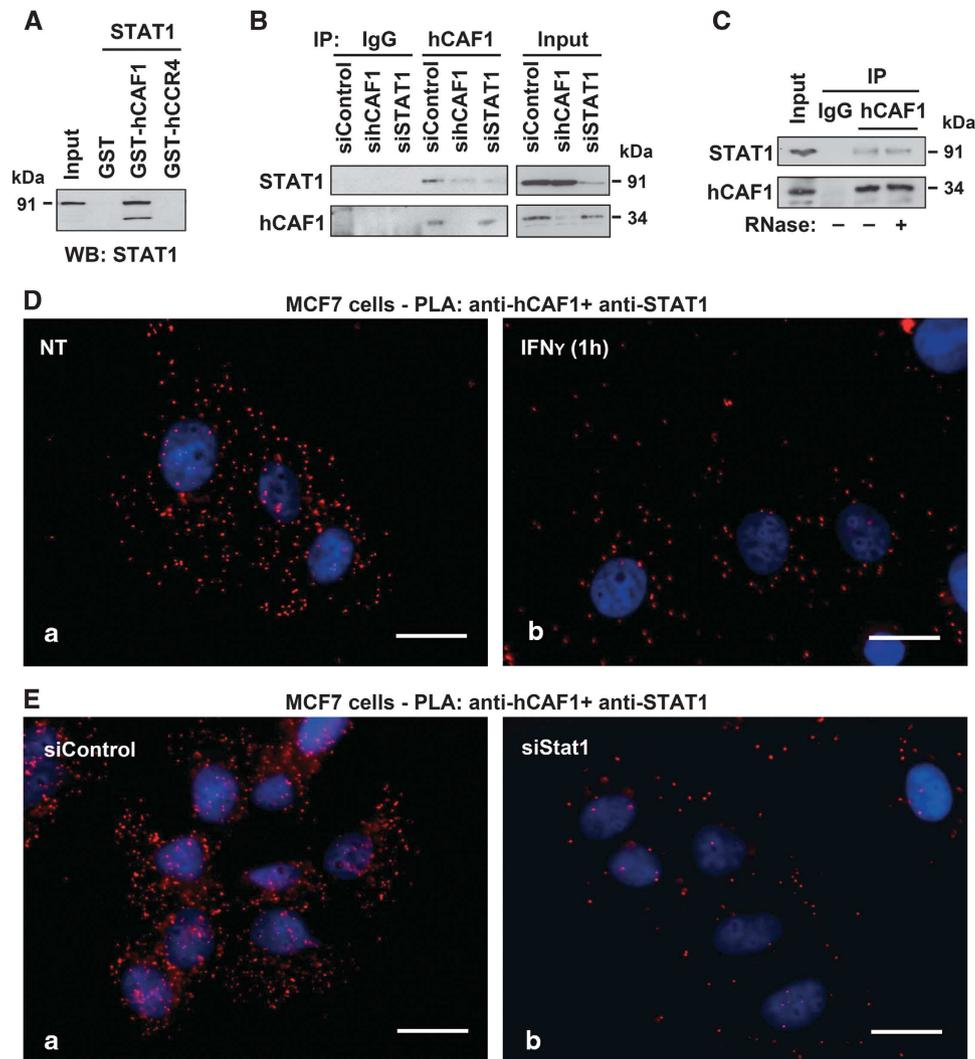 A
STAT1
Input
GST
GST-hCAF1
GST-hCCR4
kDa
91
WB: STAT1
B
IP: IgG hCAF1 Input
siControl
sihCAF1
siSTAT1
siControl
sihCAF1
siSTAT1
siControl
sihCAF1
siSTAT1
kDa
STAT1 91
hCAF1 34
C
IP
Input
IgG hCAF1
kDa
STAT1 91
hCAF1 34
RNase: – – +
D
MCF7 cells - PLA: anti-hCAF1+ anti-STAT1
NT
a
IFNγ (1h)
b
E
MCF7 cells - PLA: anti-hCAF1+ anti-STAT1
siControl
a
siStat1
b